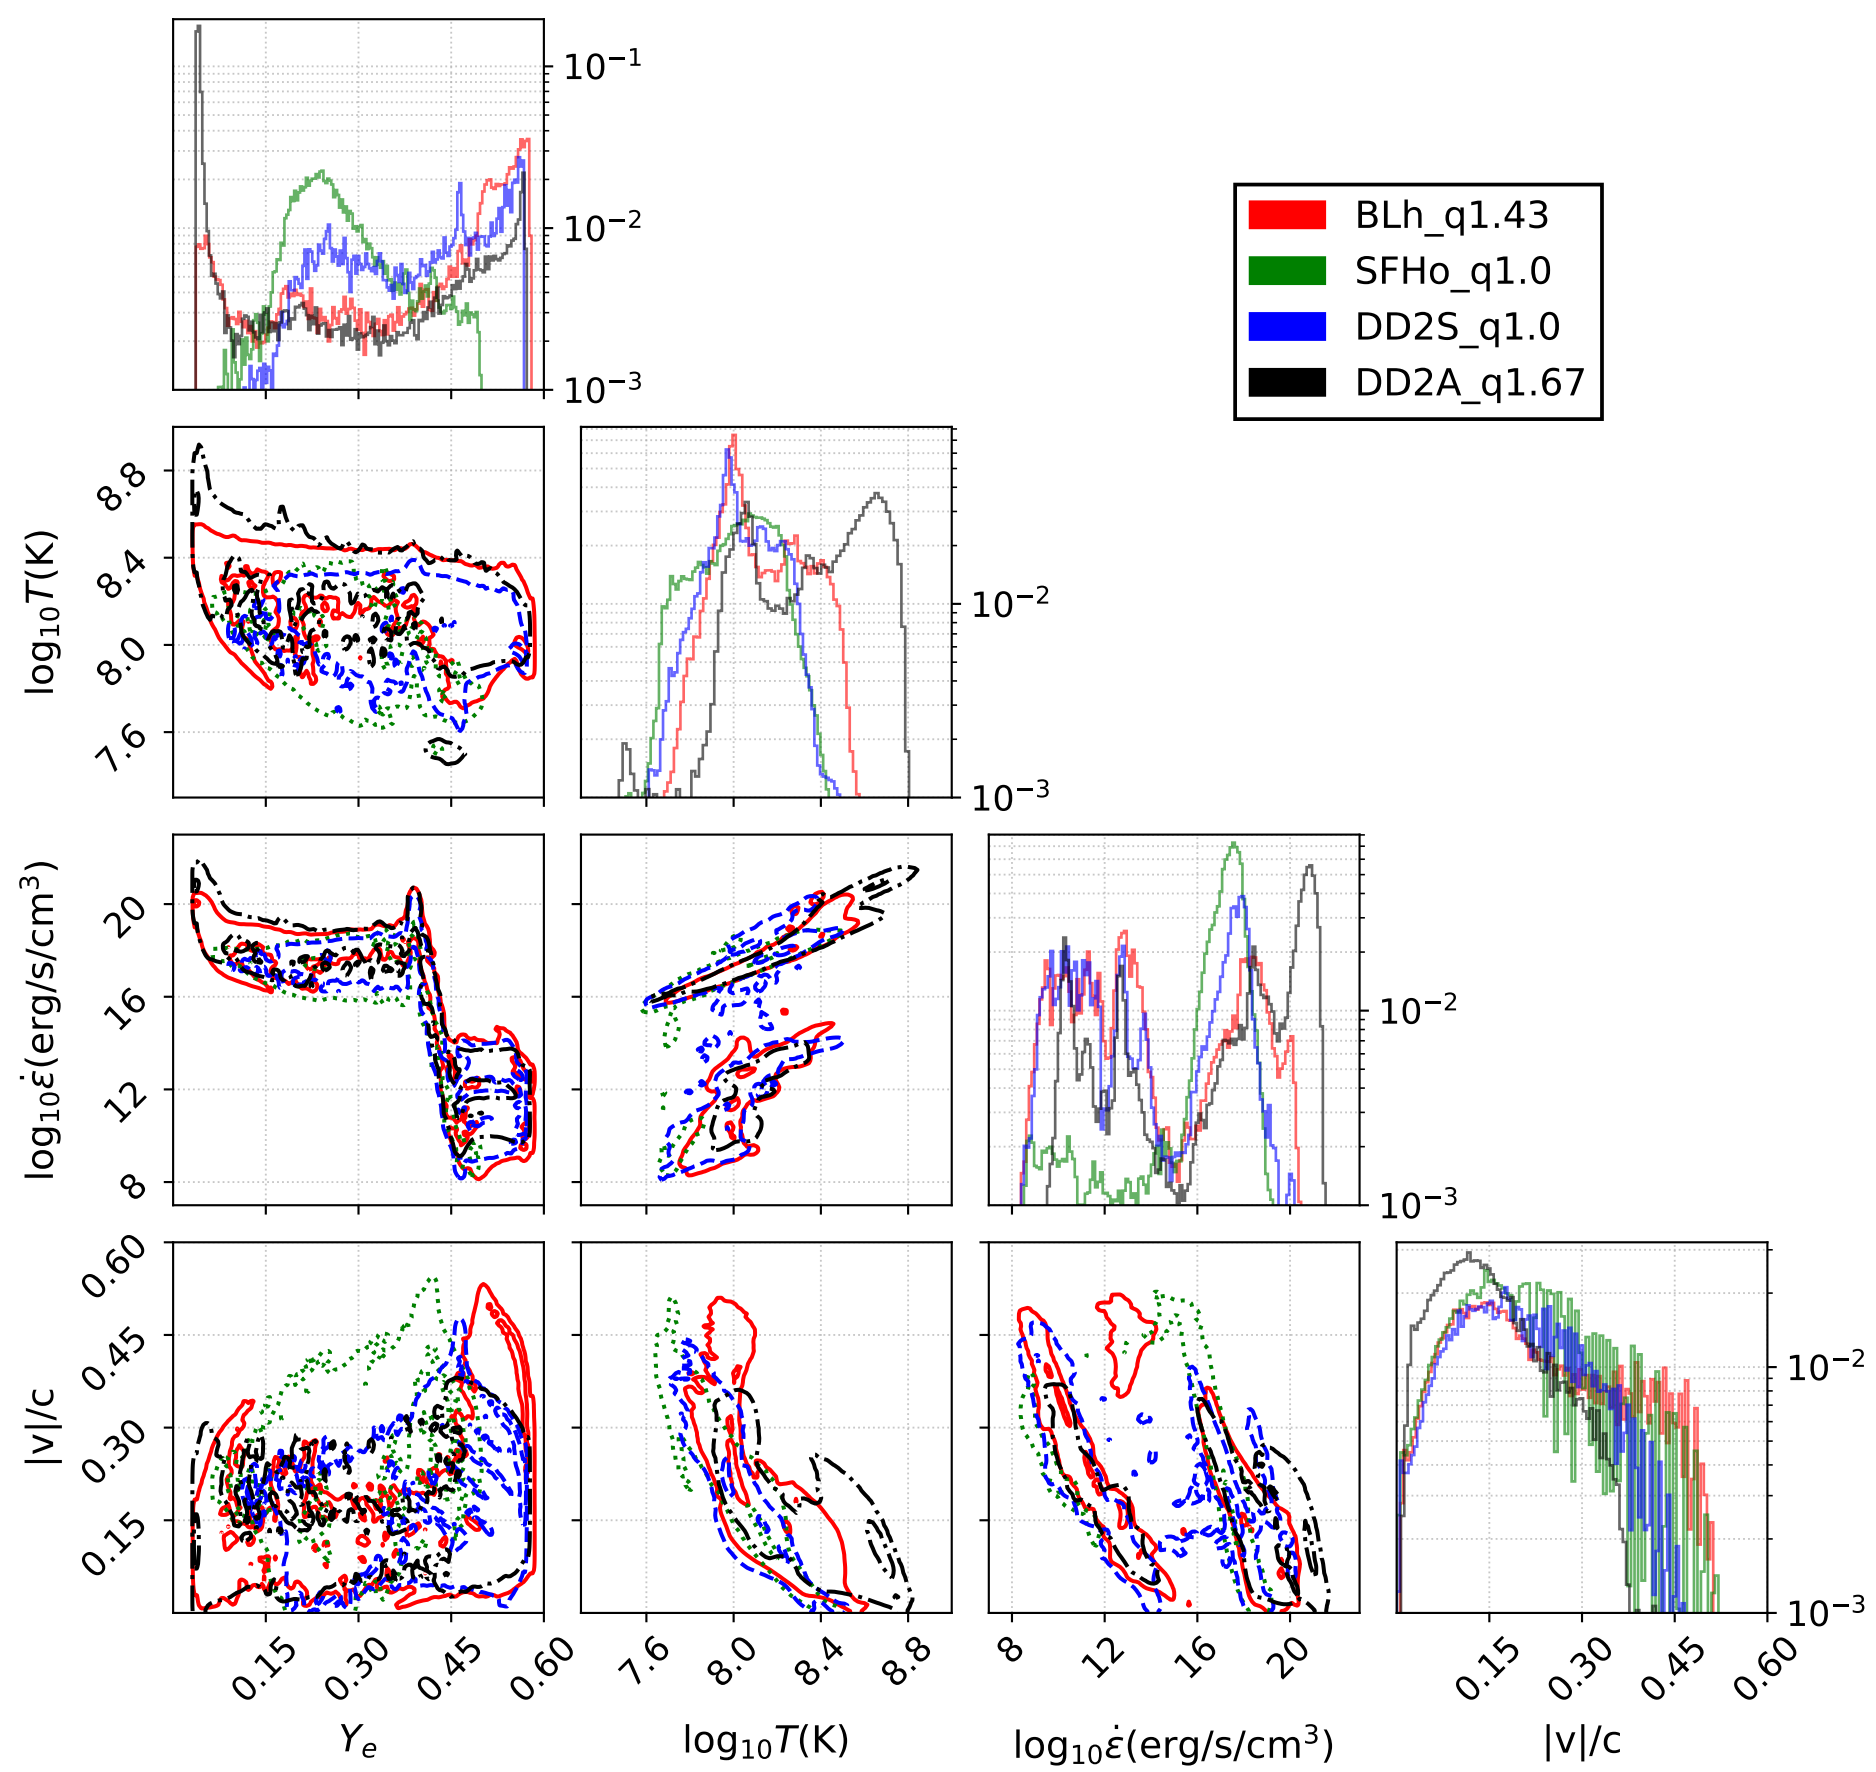 10⁻¹
10⁻²
10⁻³
BLh_q1.43
SFHo_q1.0
DD2S_q1.0
DD2A_q1.67
log₁₀T(K)
8.8
8.4
8.0
7.6
10⁻²
10⁻³
log₁₀ε̇(erg/s/cm³)
20
16
12
8
10⁻²
10⁻³
|v|/c
0.60
0.45
0.30
0.15
10⁻²
10⁻³
0.15 0.30 0.45 0.60 7.6 8.0 8.4 8.8 8 12 16 20 0.15 0.30 0.45 0.60
Yₑ log₁₀T(K) log₁₀ε̇(erg/s/cm³) |v|/c